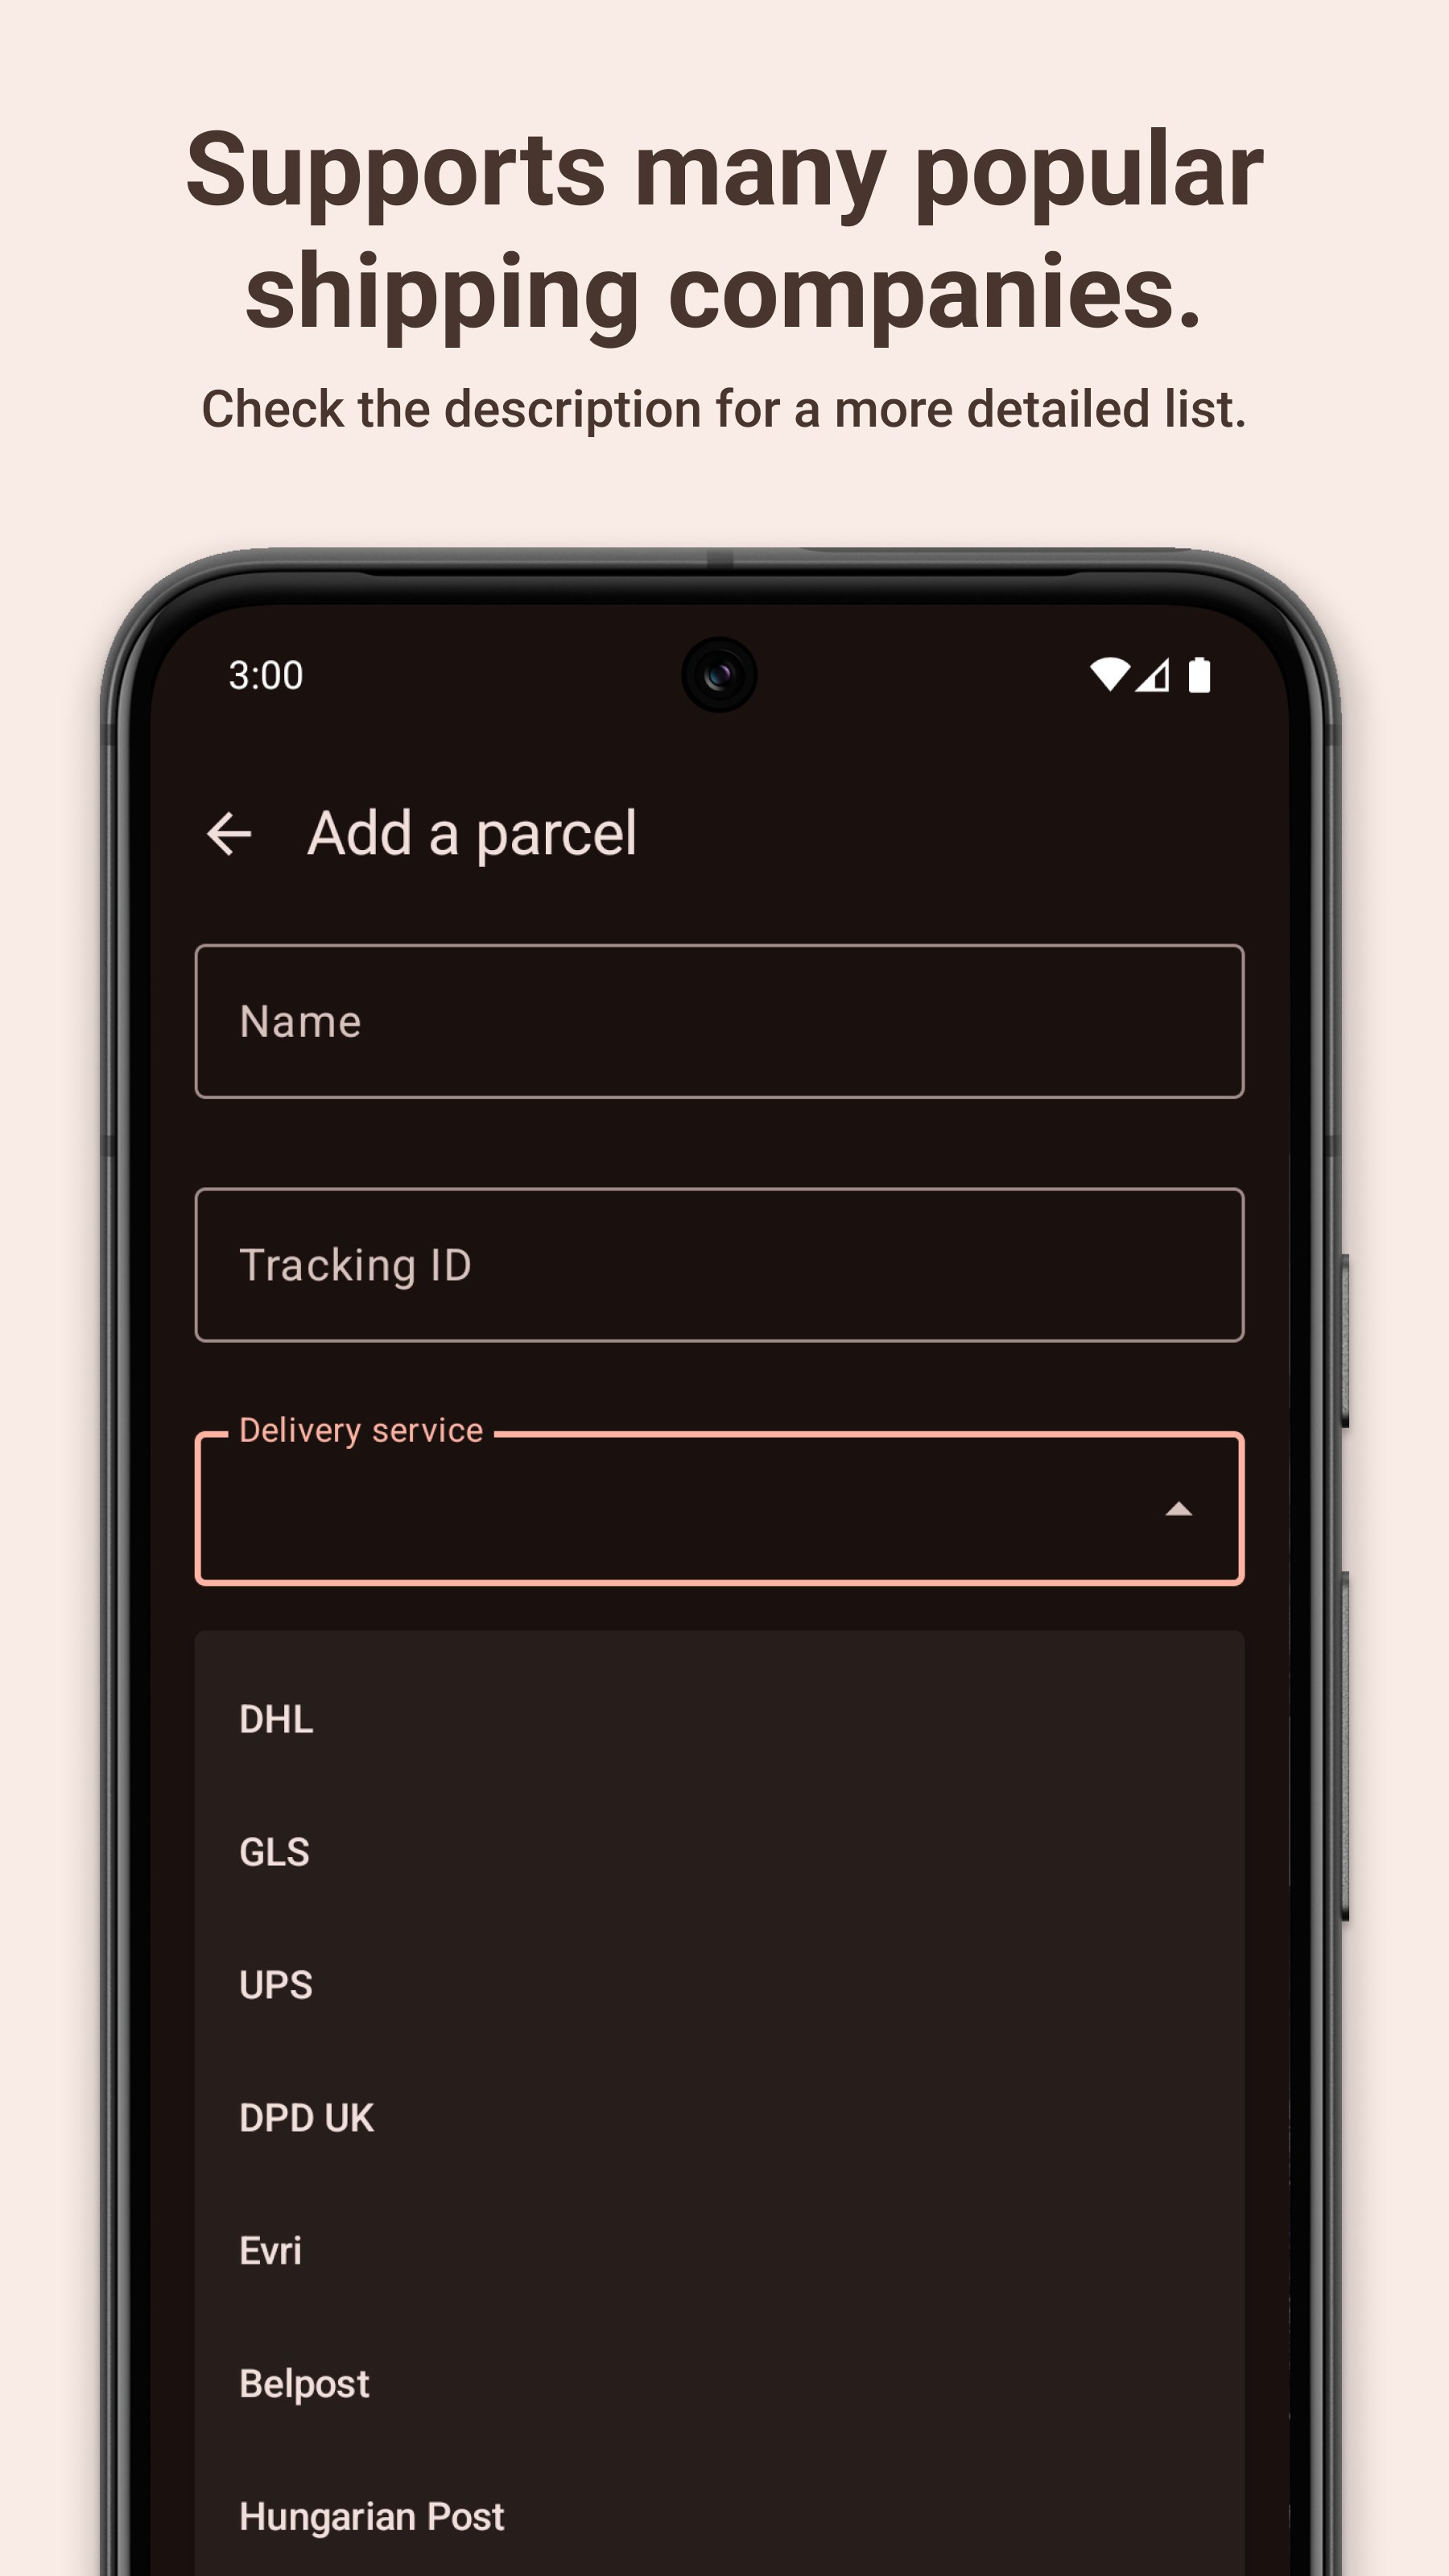 Supports many popular
shipping companies.
Check the description for a more detailed list.
3:00
Add a parcel
Name
Tracking ID
Delivery service
DHL
GLS
UPS
DPD UK
Evri
Belpost
Hungarian Post